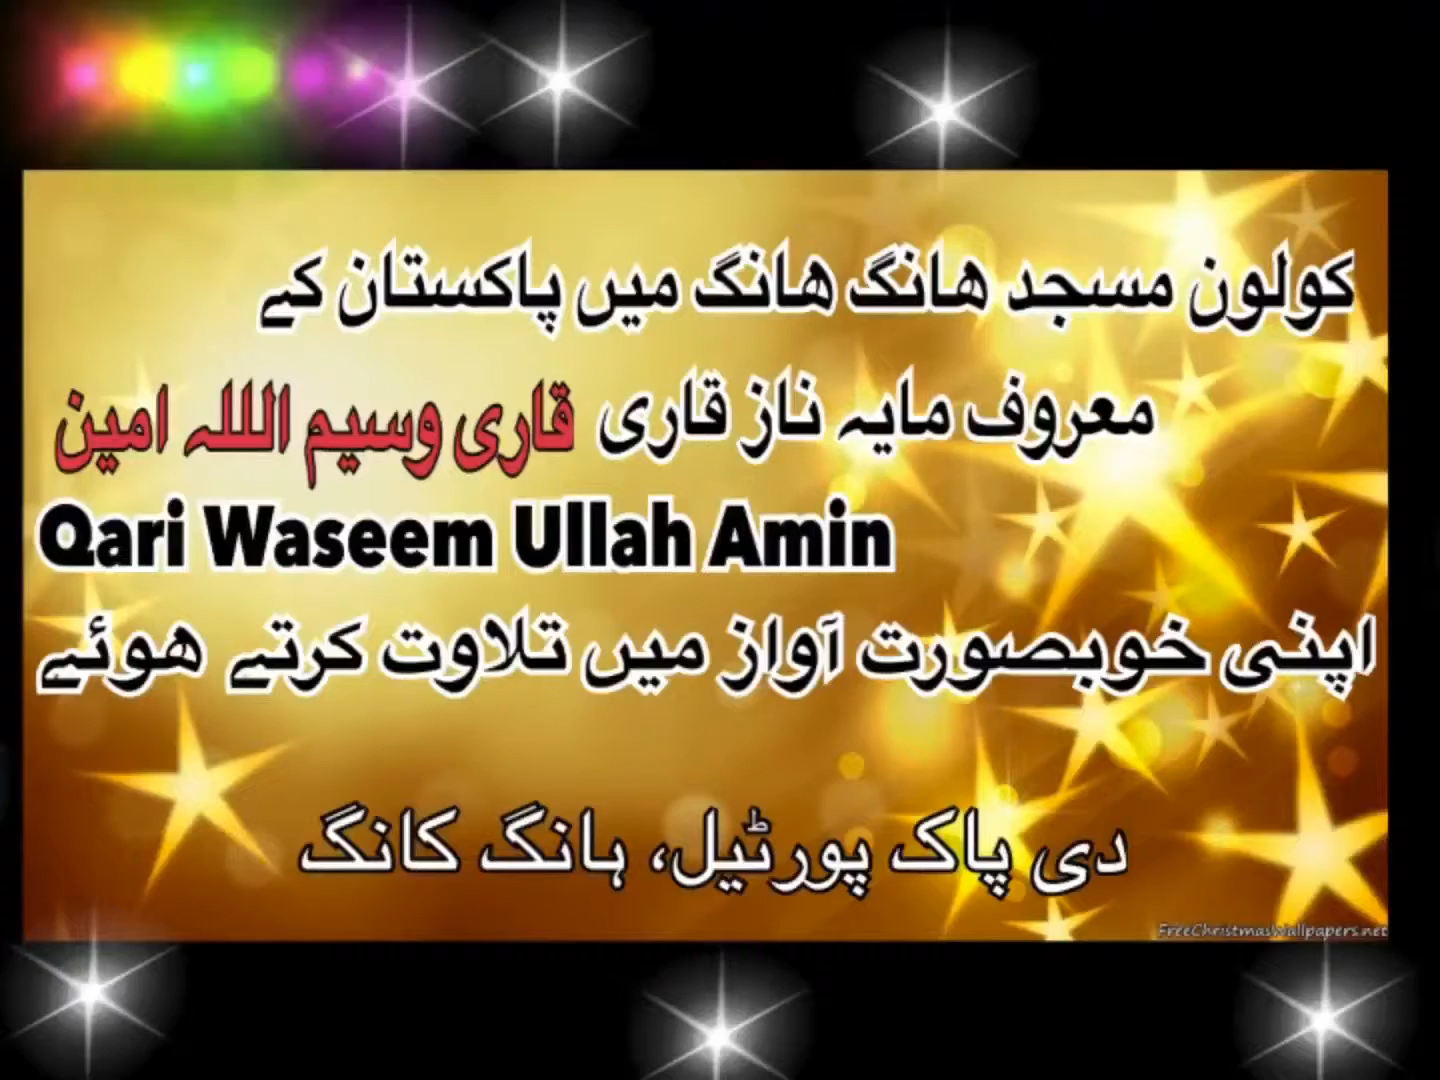 کولون مسجد ھانگ ھانگ میں پاکستان کے
معروف مایہ ناز قاری قاری وسیم الللہ امین
Qari Waseem Ullah Amin
اپنی خوبصورت آواز میں تلاوت کرتے ھوئے
دی پاک پورٹیل، ہانگ کانگ
FreeChristmasWallpapers.net